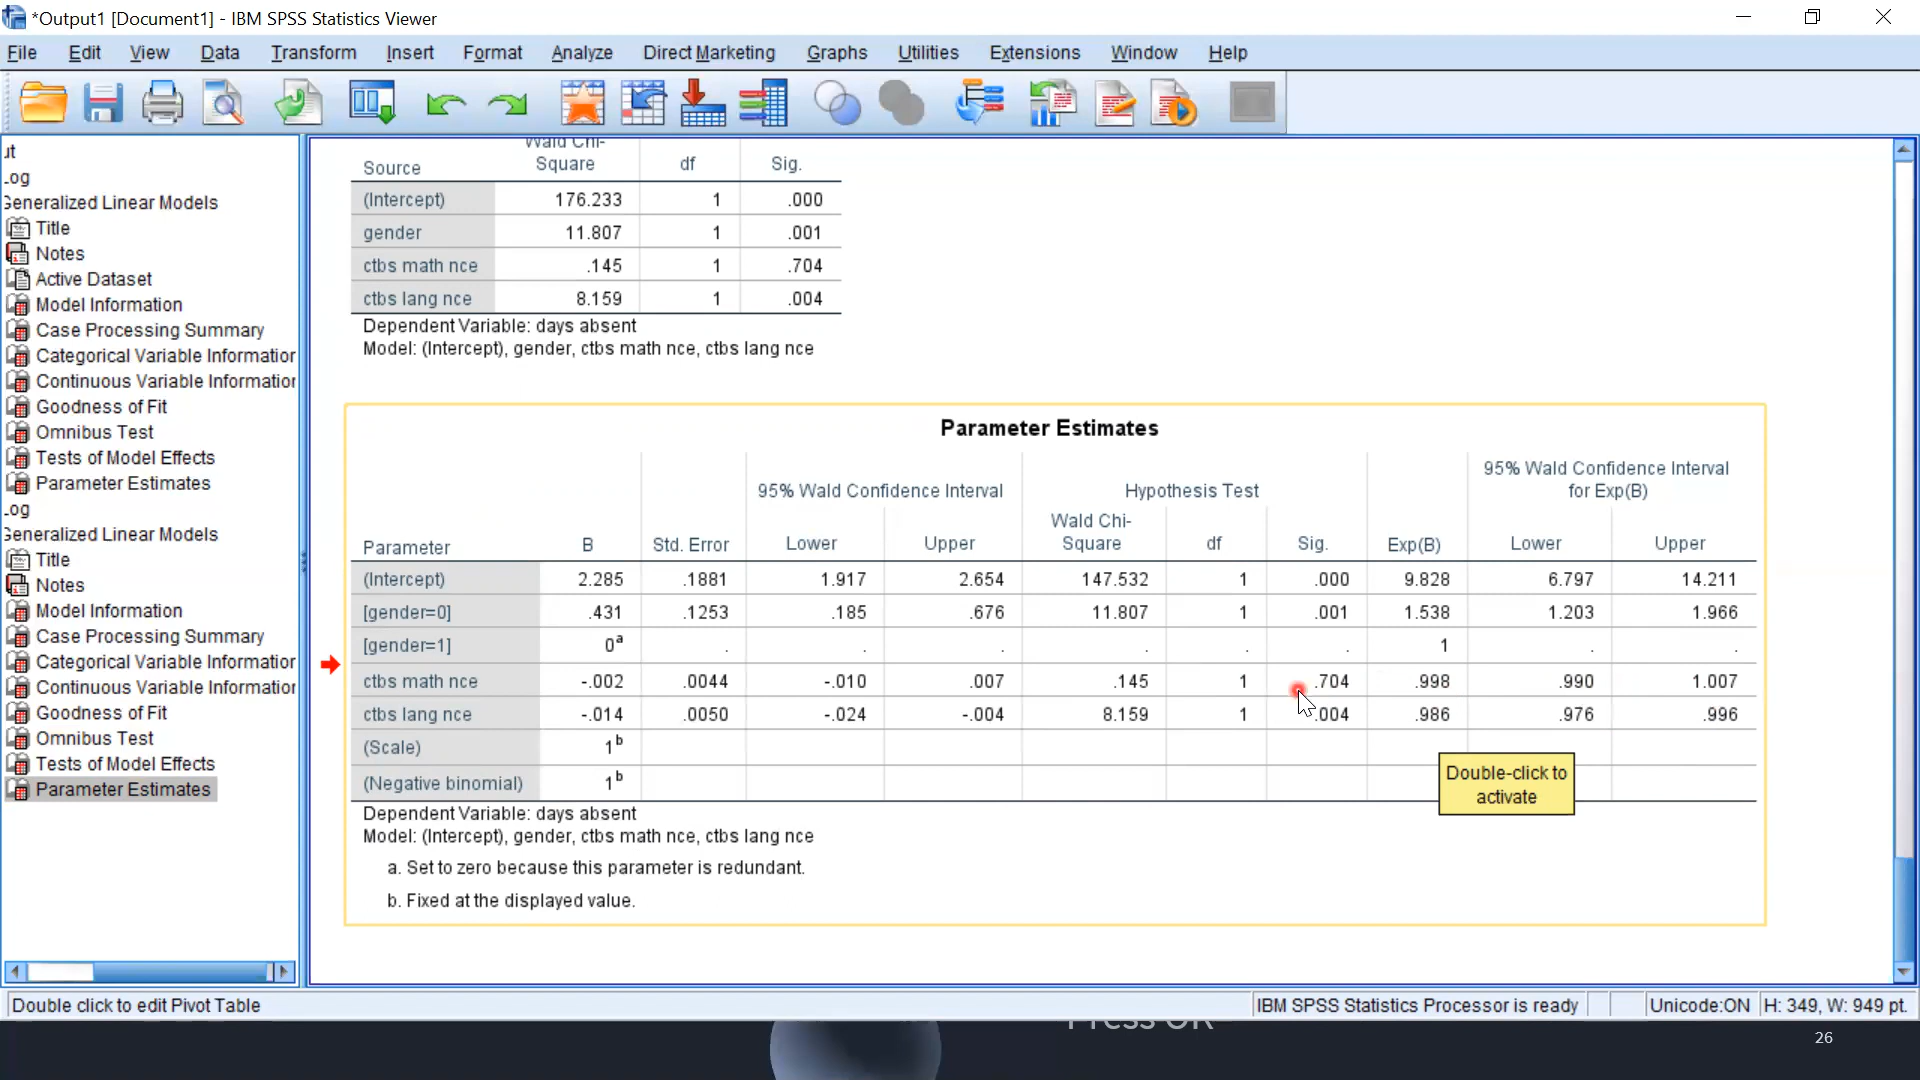 *Output1 [Document1] - IBM SPSS Statistics Viewer
File Edit View Data Transform Insert Format Analyze Direct Marketing Graphs Utilities Extensions Window Help
Log
Generalized Linear Models
Title
Notes
Active Dataset
Model Information
Case Processing Summary
Categorical Variable Information
Continuous Variable Information
Goodness of Fit
Omnibus Test
Tests of Model Effects
Parameter Estimates
Log
Generalized Linear Models
Title
Notes
Model Information
Case Processing Summary
Categorical Variable Information
Continuous Variable Information
Goodness of Fit
Omnibus Test
Tests of Model Effects
Parameter Estimates
Source Wald Chi-Square df Sig.
(Intercept) 176.233 1 .000
gender 11.807 1 .001
ctbs math nce .145 1 .704
ctbs lang nce 8.159 1 .004
Dependent Variable: days absent
Model: (Intercept), gender, ctbs math nce, ctbs lang nce
Parameter Estimates
95% Wald Confidence Interval Hypothesis Test 95% Wald Confidence Interval for Exp(B)
Parameter B Std. Error Lower Upper Wald Chi-Square df Sig. Exp(B) Lower Upper
(Intercept) 2.285 .1881 1.917 2.654 147.532 1 .000 9.828 6.797 14.211
[gender=0] .431 .1253 .185 .676 11.807 1 .001 1.538 1.203 1.966
[gender=1] 0a . . . . . . 1 . .
ctbs math nce -.002 .0044 -.010 .007 .145 1 .704 .998 .990 1.007
ctbs lang nce -.014 .0050 -.024 -.004 8.159 1 .004 .986 .976 .996
(Scale) 1b
(Negative binomial) 1b
Dependent Variable: days absent
Model: (Intercept), gender, ctbs math nce, ctbs lang nce
a. Set to zero because this parameter is redundant.
b. Fixed at the displayed value.
Double-click to
activate
Double click to edit Pivot Table
IBM SPSS Statistics Processor is ready
Unicode:ON H: 349, W: 949 pt.
26